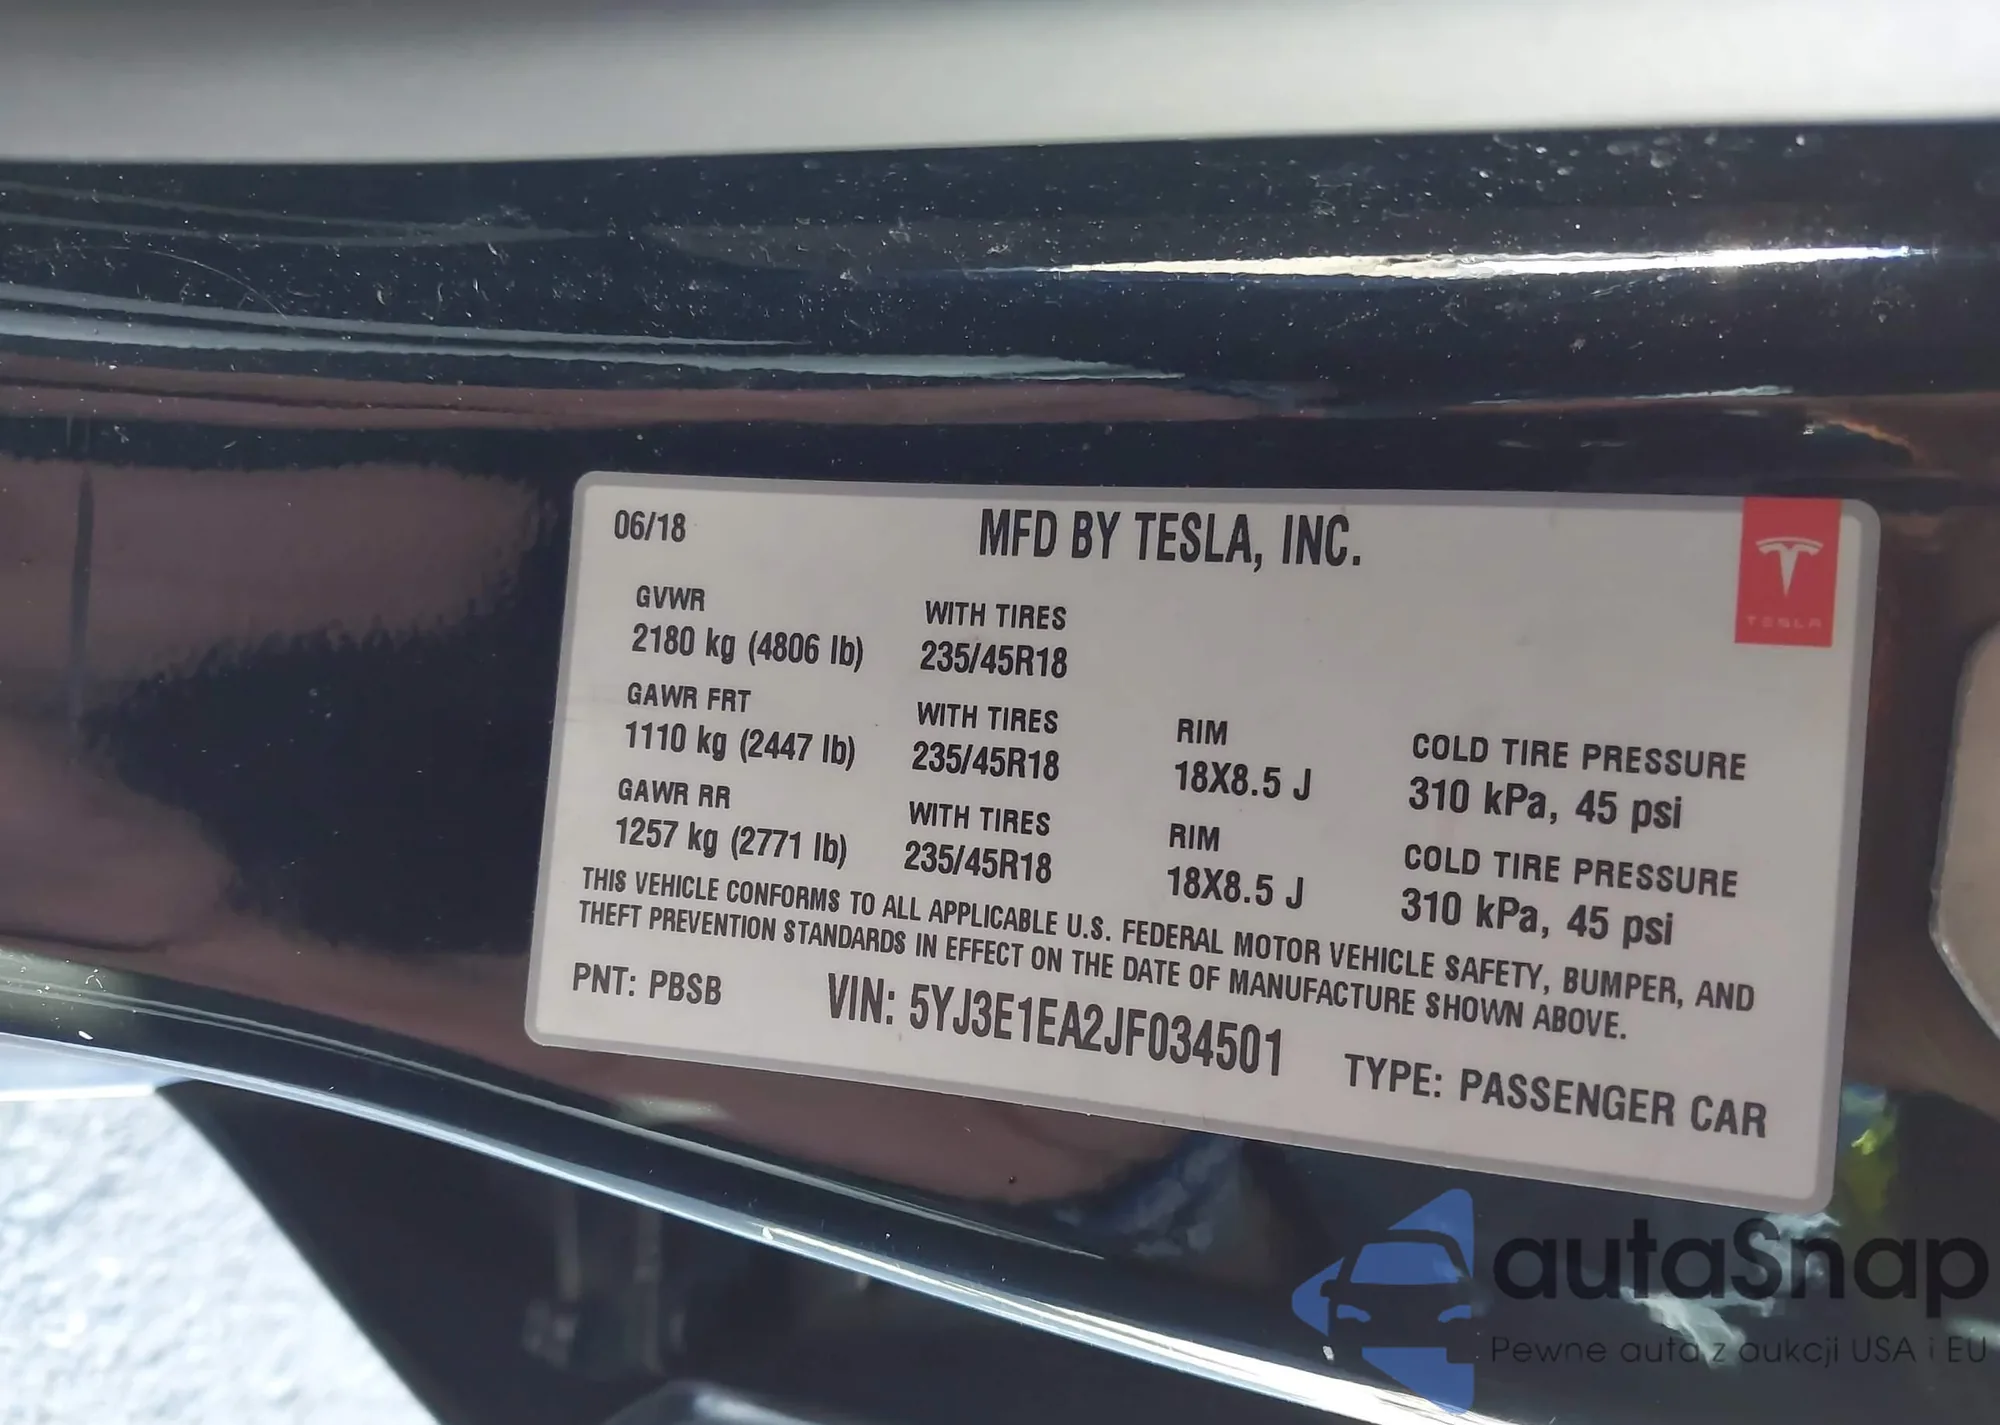 06/18
MFD BY TESLA, INC.
TESLA
GVWR
2180 kg (4806 lb)
WITH TIRES
235/45R18
GAWR FRT
1110 kg (2447 lb)
WITH TIRES
235/45R18
RIM
18X8.5 J
COLD TIRE PRESSURE
310 kPa, 45 psi
GAWR RR
1257 kg (2771 lb)
WITH TIRES
235/45R18
RIM
18X8.5 J
COLD TIRE PRESSURE
310 kPa, 45 psi
THIS VEHICLE CONFORMS TO ALL APPLICABLE U.S. FEDERAL MOTOR VEHICLE SAFETY, BUMPER, AND
THEFT PREVENTION STANDARDS IN EFFECT ON THE DATE OF MANUFACTURE SHOWN ABOVE.
PNT: PBSB
VIN: 5YJ3E1EA2JF034501
TYPE: PASSENGER CAR
autaSnap
Pewne auta z aukcji USA i EU